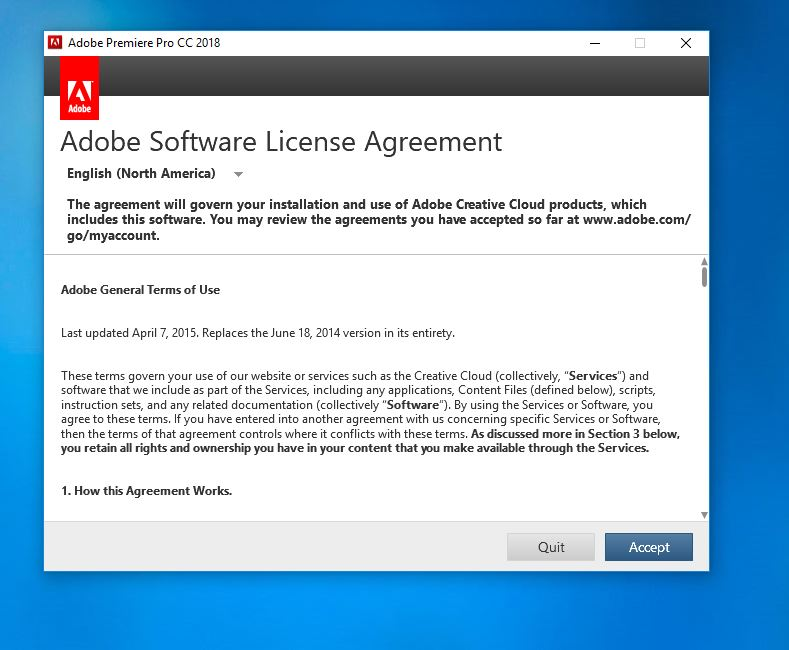 Adobe Premiere Pro CC 2018
Adobe
Adobe Software License Agreement
English (North America)
The agreement will govern your installation and use of Adobe Creative Cloud products, which
includes this software. You may review the agreements you have accepted so far at www.adobe.com/
go/myaccount.
Adobe General Terms of Use
Last updated April 7, 2015. Replaces the June 18, 2014 version in its entirety.
These terms govern your use of our website or services such as the Creative Cloud (collectively, “Services”) and
software that we include as part of the Services, including any applications, Content Files (defined below), scripts,
instruction sets, and any related documentation (collectively “Software”). By using the Services or Software, you
agree to these terms. If you have entered into another agreement with us concerning specific Services or Software,
then the terms of that agreement controls where it conflicts with these terms. As discussed more in Section 3 below,
you retain all rights and ownership you have in your content that you make available through the Services.
1. How this Agreement Works.
Quit
Accept